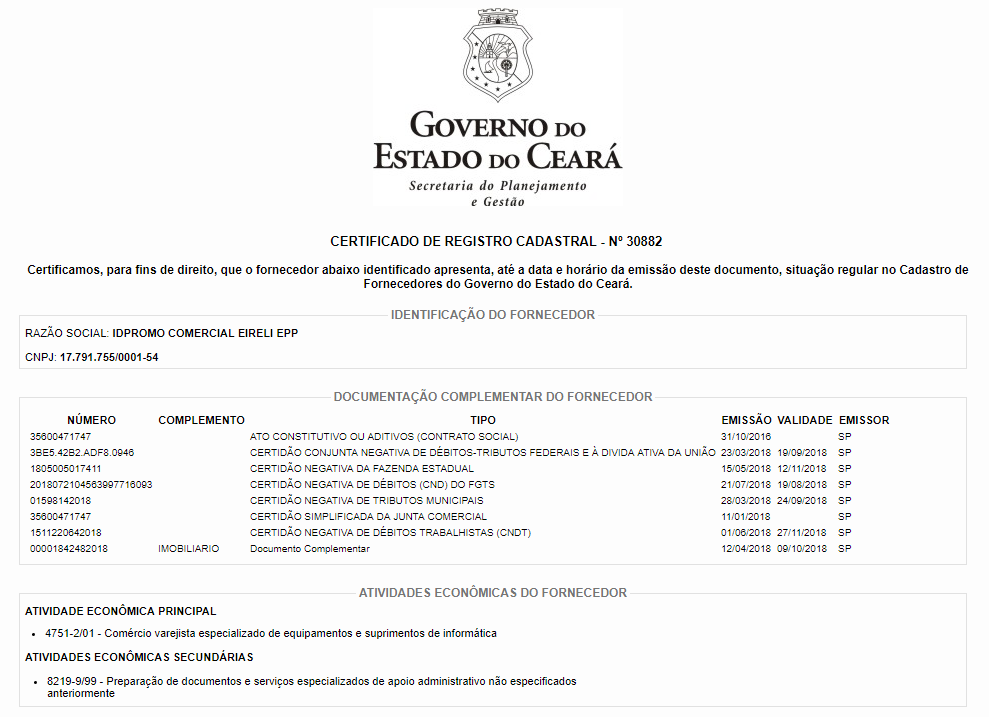 GOVERNO DO
ESTADO DO CEARÁ
Secretaria do Planejamento
e Gestão
CERTIFICADO DE REGISTRO CADASTRAL - Nº 30882
Certificamos, para fins de direito, que o fornecedor abaixo identificado apresenta, até a data e horário da emissão deste documento, situação regular no Cadastro de
Fornecedores do Governo do Estado do Ceará.
IDENTIFICAÇÃO DO FORNECEDOR
RAZÃO SOCIAL: IDPROMO COMERCIAL EIRELI EPP
CNPJ: 17.791.755/0001-54
DOCUMENTAÇÃO COMPLEMENTAR DO FORNECEDOR
NÚMERO COMPLEMENTO TIPO EMISSÃO VALIDADE EMISSOR
35600471747 ATO CONSTITUTIVO OU ADITIVOS (CONTRATO SOCIAL) 31/10/2016 SP
3BE5.42B2.ADF8.0946 CERTIDÃO CONJUNTA NEGATIVA DE DÉBITOS-TRIBUTOS FEDERAIS E À DIVIDA ATIVA DA UNIÃO 23/03/2018 19/09/2018 SP
1805005017411 CERTIDÃO NEGATIVA DA FAZENDA ESTADUAL 15/05/2018 12/11/2018 SP
2018072104563997716093 CERTIDÃO NEGATIVA DE DÉBITOS (CND) DO FGTS 21/07/2018 19/08/2018 SP
01598142018 CERTIDÃO NEGATIVA DE TRIBUTOS MUNICIPAIS 28/03/2018 24/09/2018 SP
35600471747 CERTIDÃO SIMPLIFICADA DA JUNTA COMERCIAL 11/01/2018 SP
1511220642018 CERTIDÃO NEGATIVA DE DÉBITOS TRABALHISTAS (CNDT) 01/06/2018 27/11/2018 SP
00001842482018 IMOBILIARIO Documento Complementar 12/04/2018 09/10/2018 SP
ATIVIDADES ECONÔMICAS DO FORNECEDOR
ATIVIDADE ECONÔMICA PRINCIPAL
• 4751-2/01 - Comércio varejista especializado de equipamentos e suprimentos de informática
ATIVIDADES ECONÔMICAS SECUNDÁRIAS
• 8219-9/99 - Preparação de documentos e serviços especializados de apoio administrativo não especificados
anteriormente